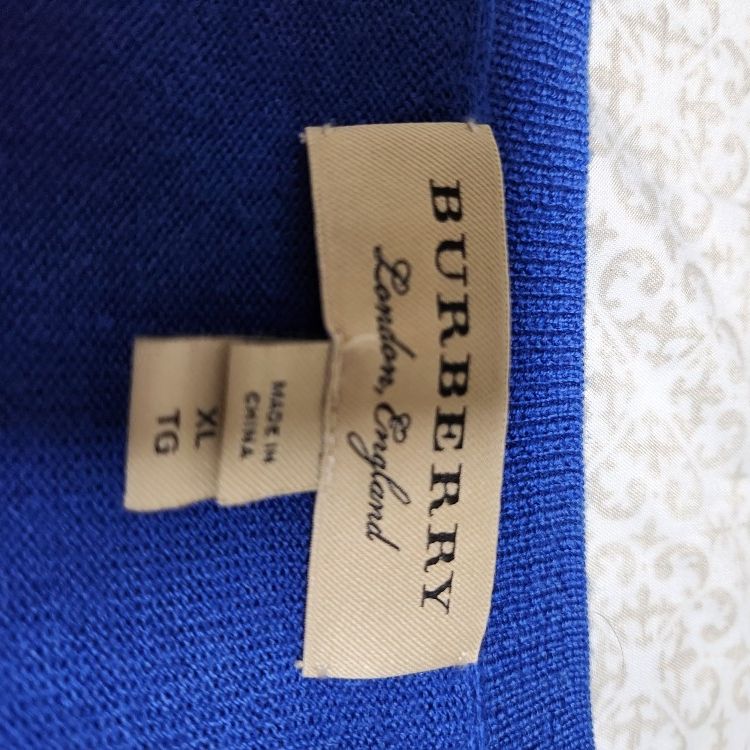 BURBERRY
London, England
MADE IN
CHINA
XL
TG